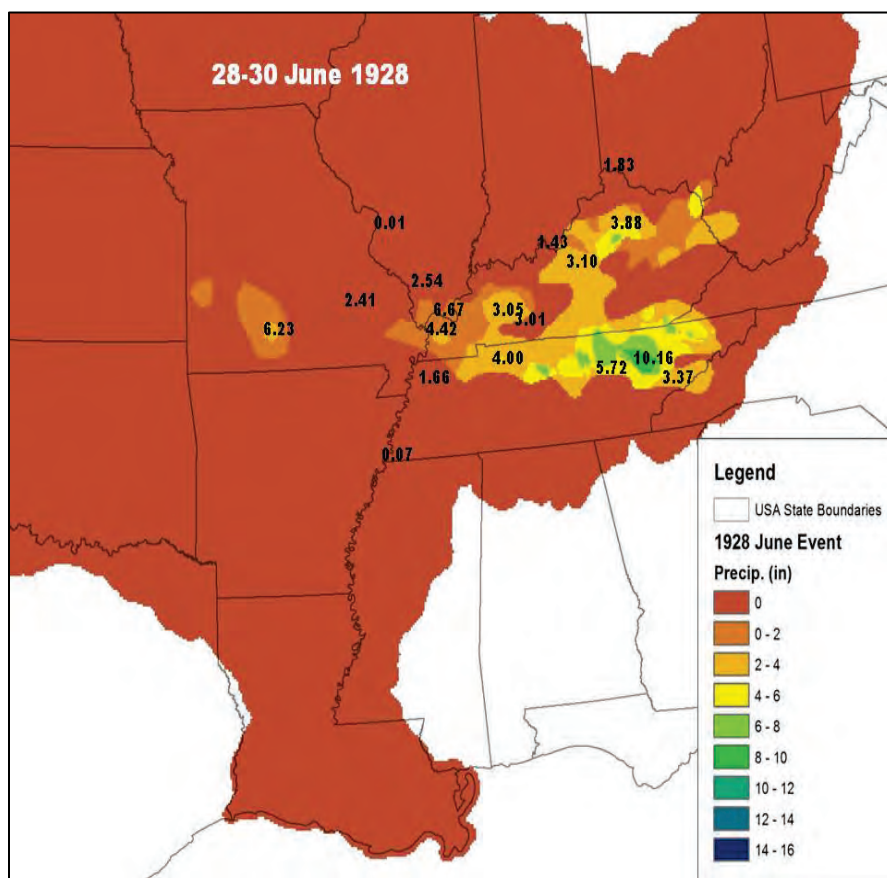 28-30 June 1928
1.83
3.88
0.01
1.43
3.10
2.54
2.41
6.67
3.05
3.01
6.23
4.42
4.00
10.16
5.72
1.66
3.37
0.07
Legend
USA State Boundaries
1928 June Event
Precip. (in)
0
0 - 2
2 - 4
4 - 6
6 - 8
8 - 10
10 - 12
12 - 14
14 - 16